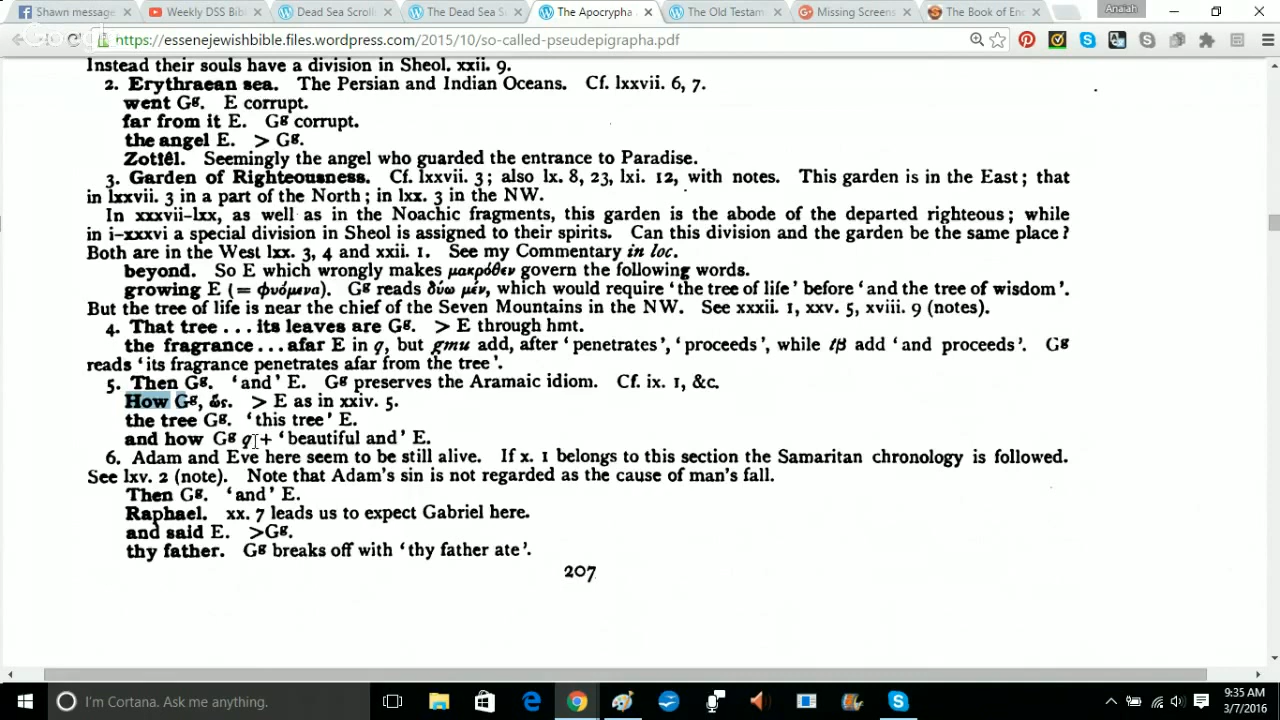 Shawn message
Weekly DSS Bib
Dead Sea Scroll
The Dead Sea S
The Apocrypha
The Old Testam
Missing Screens
The Book of En
Anaiah
https://essenejewishbible.files.wordpress.com/2015/10/so-called-pseudepigrapha.pdf
Instead their souls have a division in Sheol. xxii. 9.
2. Erythraean sea. The Persian and Indian Oceans. Cf. lxxvii. 6, 7.
went Gᵍ. E corrupt.
far from it E. Gᵍ corrupt.
the angel E. > Gᵍ.
Zotîêl. Seemingly the angel who guarded the entrance to Paradise.
3. Garden of Righteousness. Cf. lxxvii. 3; also lx. 8, 23, lxi. 12, with notes. This garden is in the East; that
in lxxvii. 3 in a part of the North; in lxx. 3 in the NW.
In xxxvii-lxx, as well as in the Noachic fragments, this garden is the abode of the departed righteous; while
in i-xxxvi a special division in Sheol is assigned to their spirits. Can this division and the garden be the same place?
Both are in the West lxx. 3, 4 and xxii. 1. See my Commentary in loc.
beyond. So E which wrongly makes μακρόθεν govern the following words.
growing E (= φυόμενα). Gᵍ reads δύω μέν, which would require 'the tree of life' before 'and the tree of wisdom'.
But the tree of life is near the chief of the Seven Mountains in the NW. See xxxii. 1, xxv. 5, xviii. 9 (notes).
4. That tree . . . its leaves are Gᵍ. > E through hmt.
the fragrance . . . afar E in q, but gmu add, after 'penetrates', 'proceeds', while tβ add 'and proceeds'. Gᵍ
reads 'its fragrance penetrates afar from the tree'.
5. Then Gᵍ. 'and' E. Gᵍ preserves the Aramaic idiom. Cf. ix. 1, &c.
How Gᵍ, ὡς. > E as in xxiv. 5.
the tree Gᵍ. 'this tree' E.
and how Gᵍ q + 'beautiful and' E.
6. Adam and Eve here seem to be still alive. If x. 1 belongs to this section the Samaritan chronology is followed.
See lxv. 2 (note). Note that Adam's sin is not regarded as the cause of man's fall.
Then Gᵍ. 'and' E.
Raphael. xx. 7 leads us to expect Gabriel here.
and said E. >Gᵍ.
thy father. Gᵍ breaks off with 'thy father ate'.
207
I'm Cortana. Ask me anything.
9:35 AM
3/7/2016